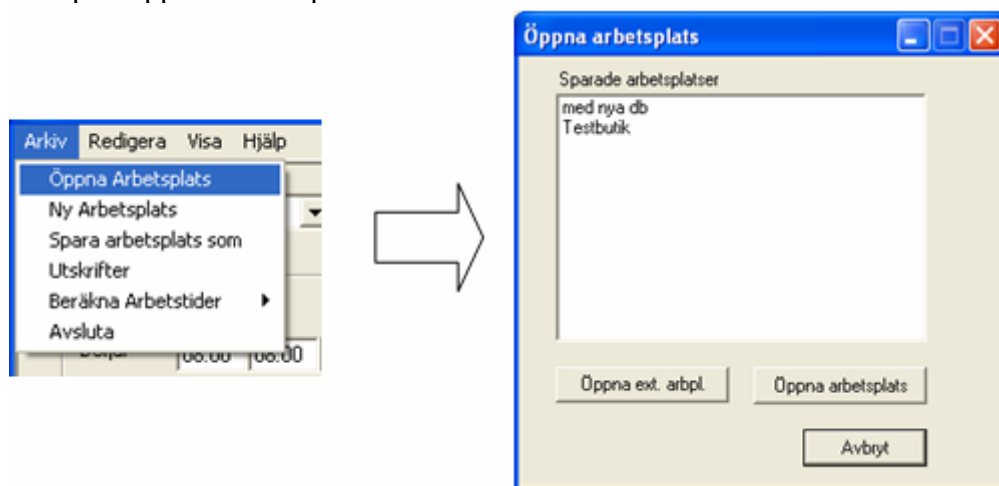 Arkiv Redigera Visa Hjälp
Öppna Arbetsplats
Ny Arbetsplats
Spara arbetsplats som
Utskrifter
Beräkna Arbetstider
Avsluta
08.00 08.00
Öppna arbetsplats
Sparade arbetsplatser
med nya db
Testbutik
Öppna ext. arbpl.
Öppna arbetsplats
Avbryt